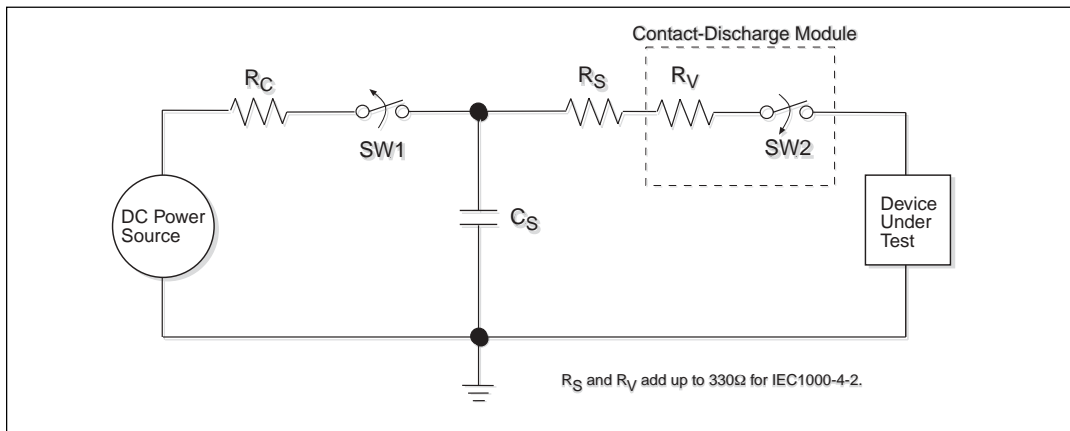 Contact-Discharge Module
RC
RS
RV
SW1
SW2
DC Power
Source
CS
Device
Under
Test
RS and RV add up to 330Ω for IEC1000-4-2.